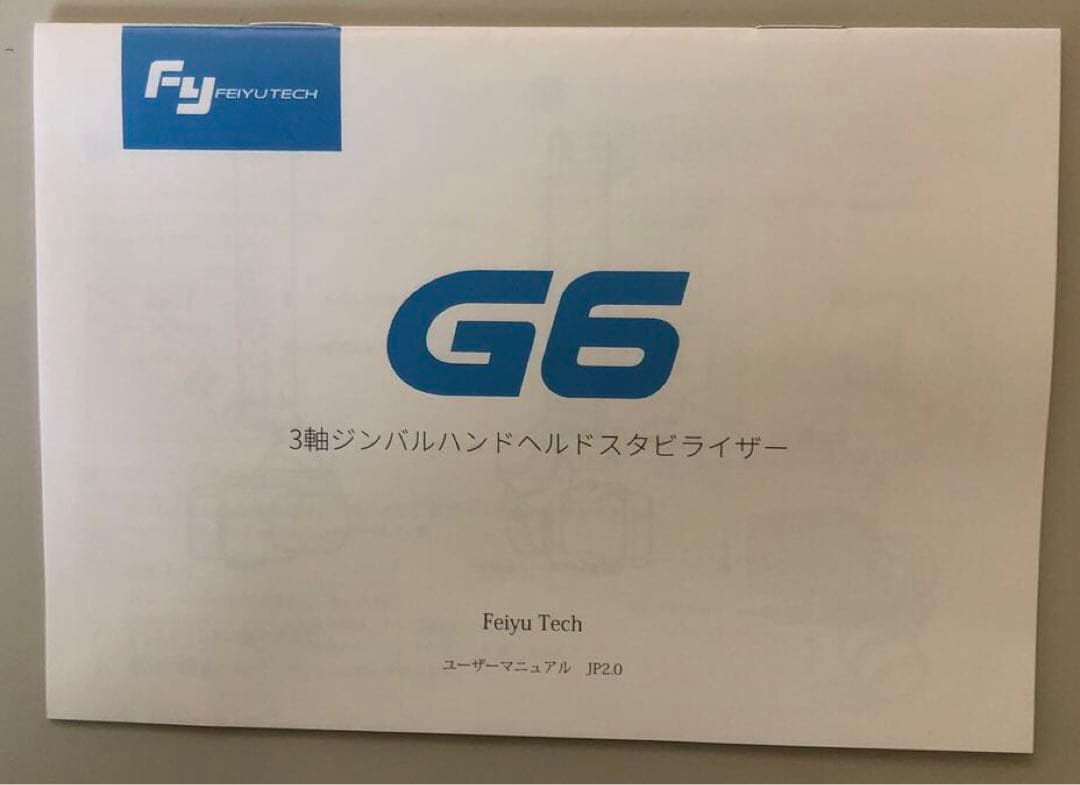 Fy FEIYUTECH
G6
3軸ジンバルハンドヘルドスタビライザー
Feiyu Tech
ユーザーマニュアル JP2.0